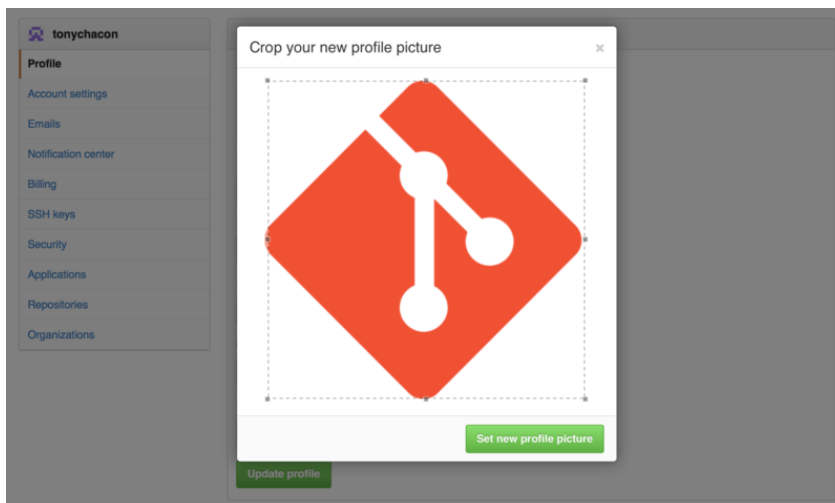 tonychacon
Profile
Account settings
Emails
Notification center
Billing
SSH keys
Security
Applications
Repositories
Organizations
Crop your new profile picture
×
Set new profile picture
Update profile